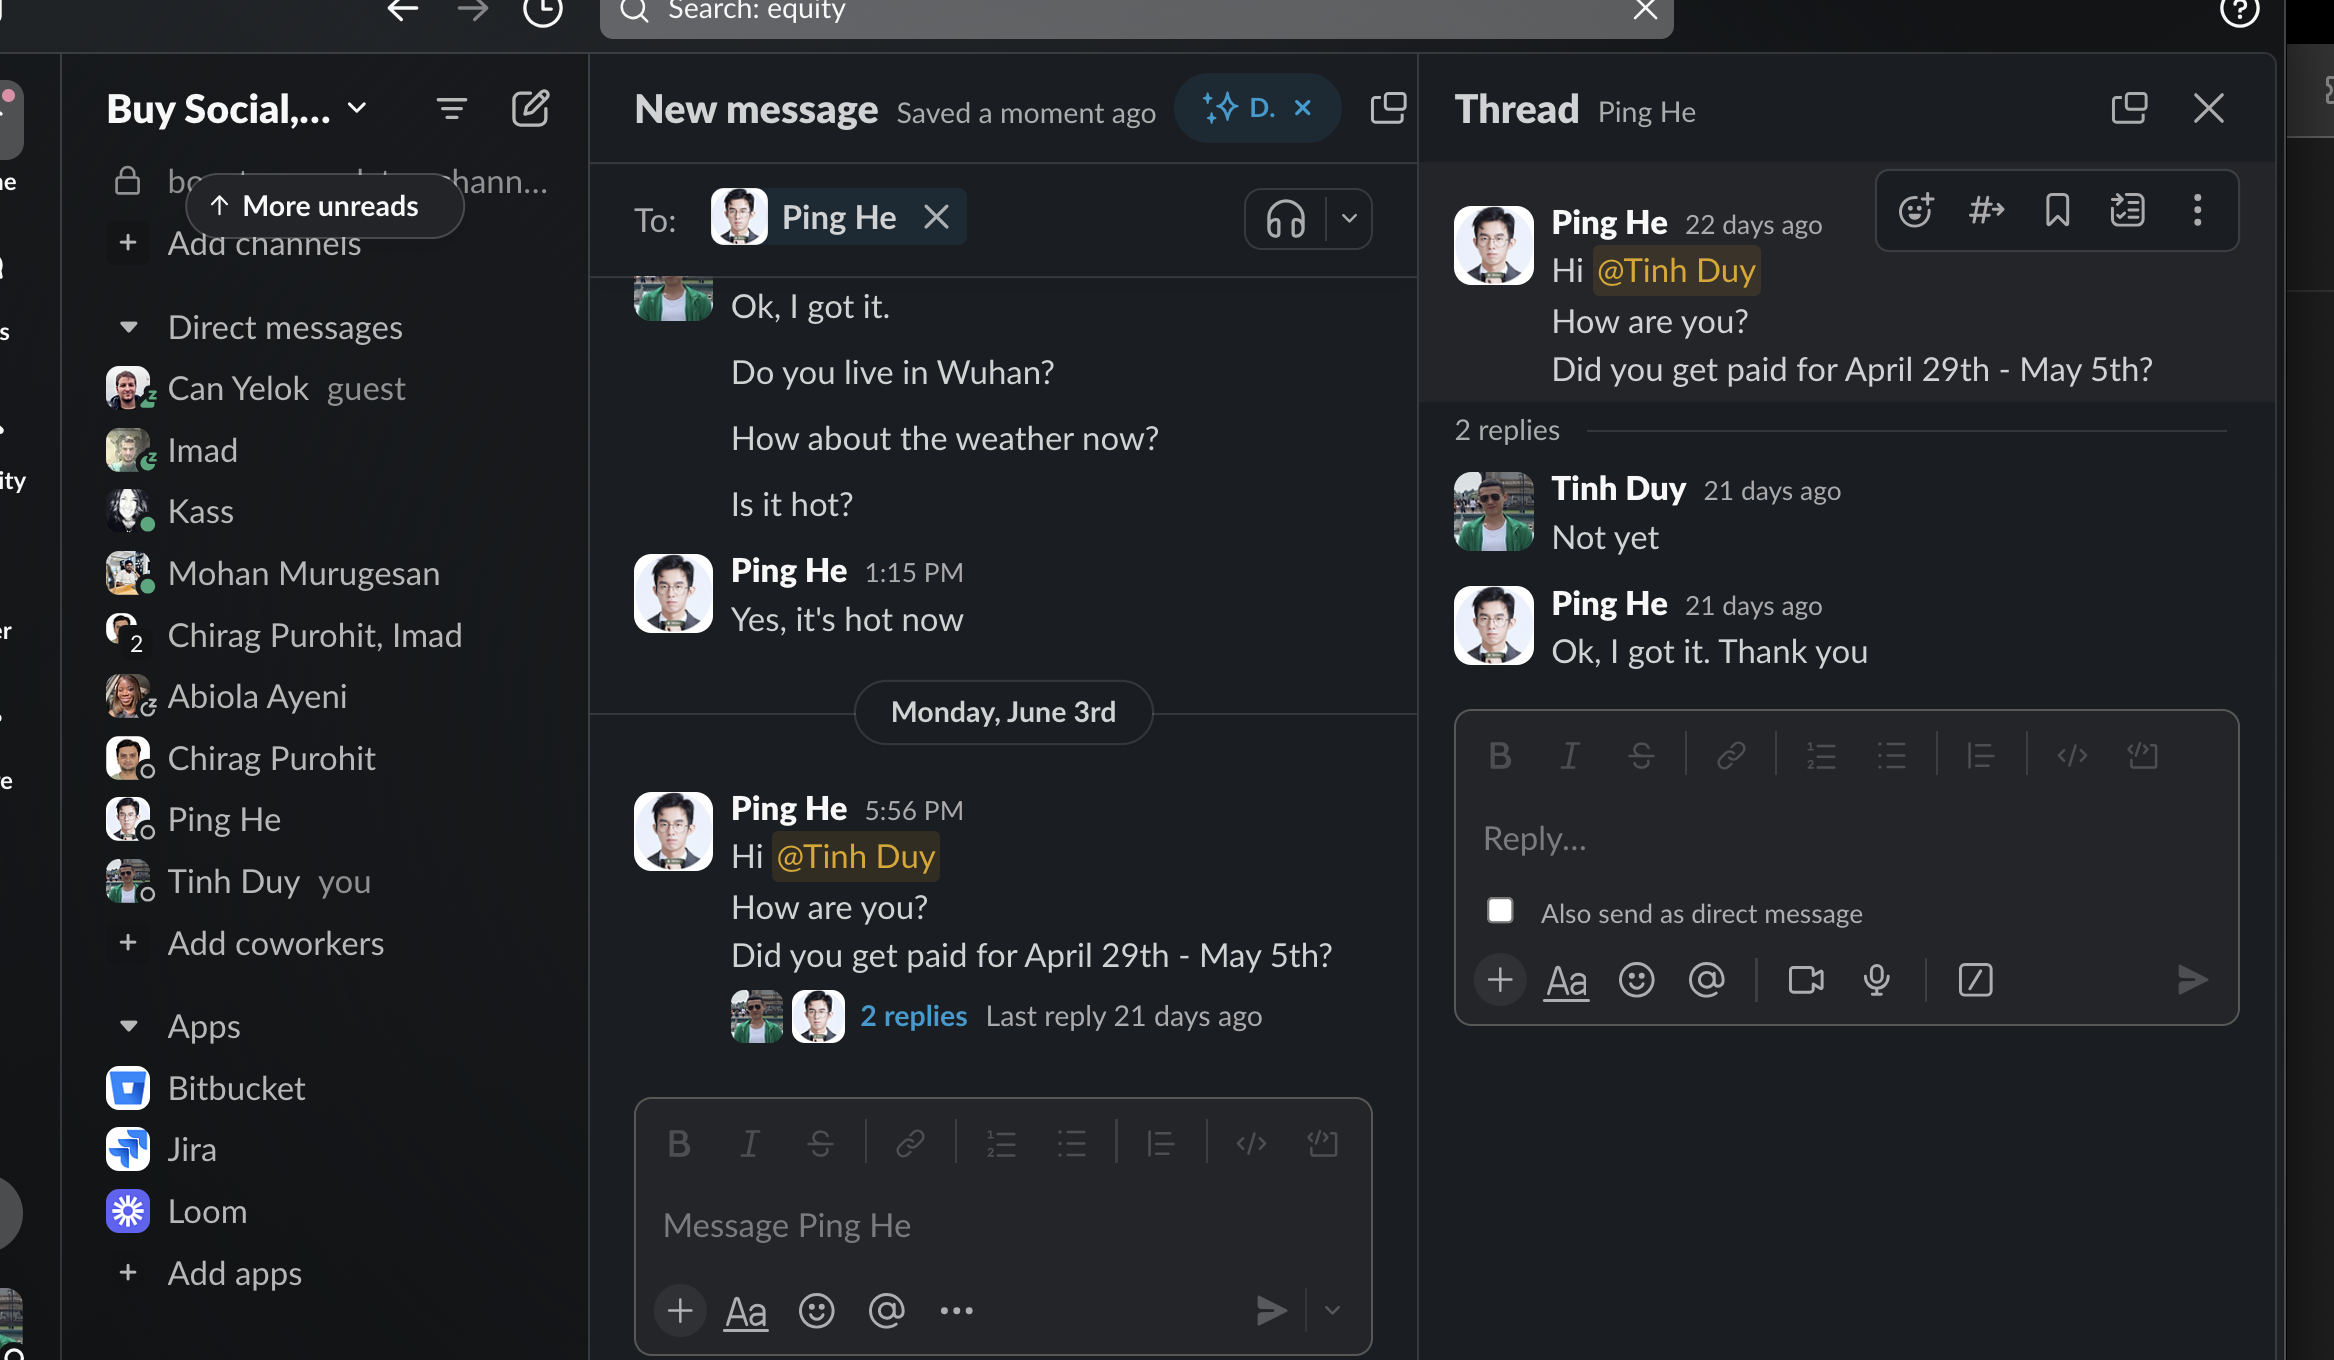 Search: equity
Buy Social,...
More unreads
Add channels
Direct messages
Can Yelok guest
Imad
Kass
Mohan Murugesan
2 Chirag Purohit, Imad
Abiola Ayeni
Chirag Purohit
Ping He
Tinh Duy you
Add coworkers
Apps
Bitbucket
Jira
Loom
Add apps
New message Saved a moment ago D.
To: Ping He
Ok, I got it.
Do you live in Wuhan?
How about the weather now?
Is it hot?
Ping He 1:15 PM
Yes, it's hot now
Monday, June 3rd
Ping He 5:56 PM
Hi @Tinh Duy
How are you?
Did you get paid for April 29th - May 5th?
2 replies Last reply 21 days ago
Message Ping He
Aa
Thread Ping He
Ping He 22 days ago
Hi @Tinh Duy
How are you?
Did you get paid for April 29th - May 5th?
2 replies
Tinh Duy 21 days ago
Not yet
Ping He 21 days ago
Ok, I got it. Thank you
Reply...
Also send as direct message
Aa